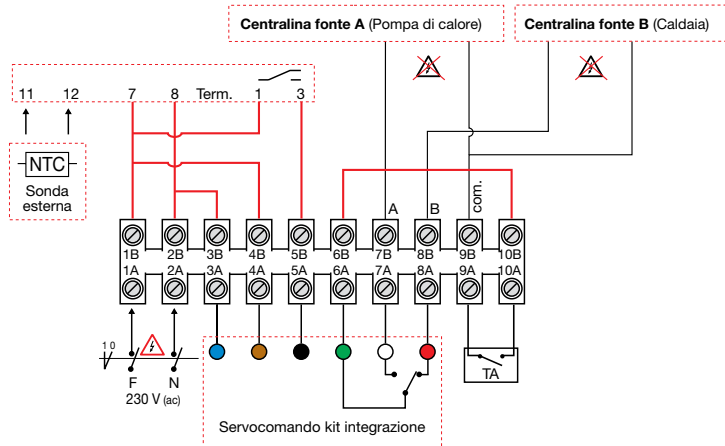 Centralina fonte A (Pompa di calore)
Centralina fonte B (Caldaia)
11 12 7 8 Term. 1 3
NTC
Sonda
esterna
A B com.
1B 2B 3B 4B 5B 6B 7B 8B 9B 10B
1A 2A 3A 4A 5A 6A 7A 8A 9A 10A
1 0
F N
230 V (ac)
TA
Servocomando kit integrazione